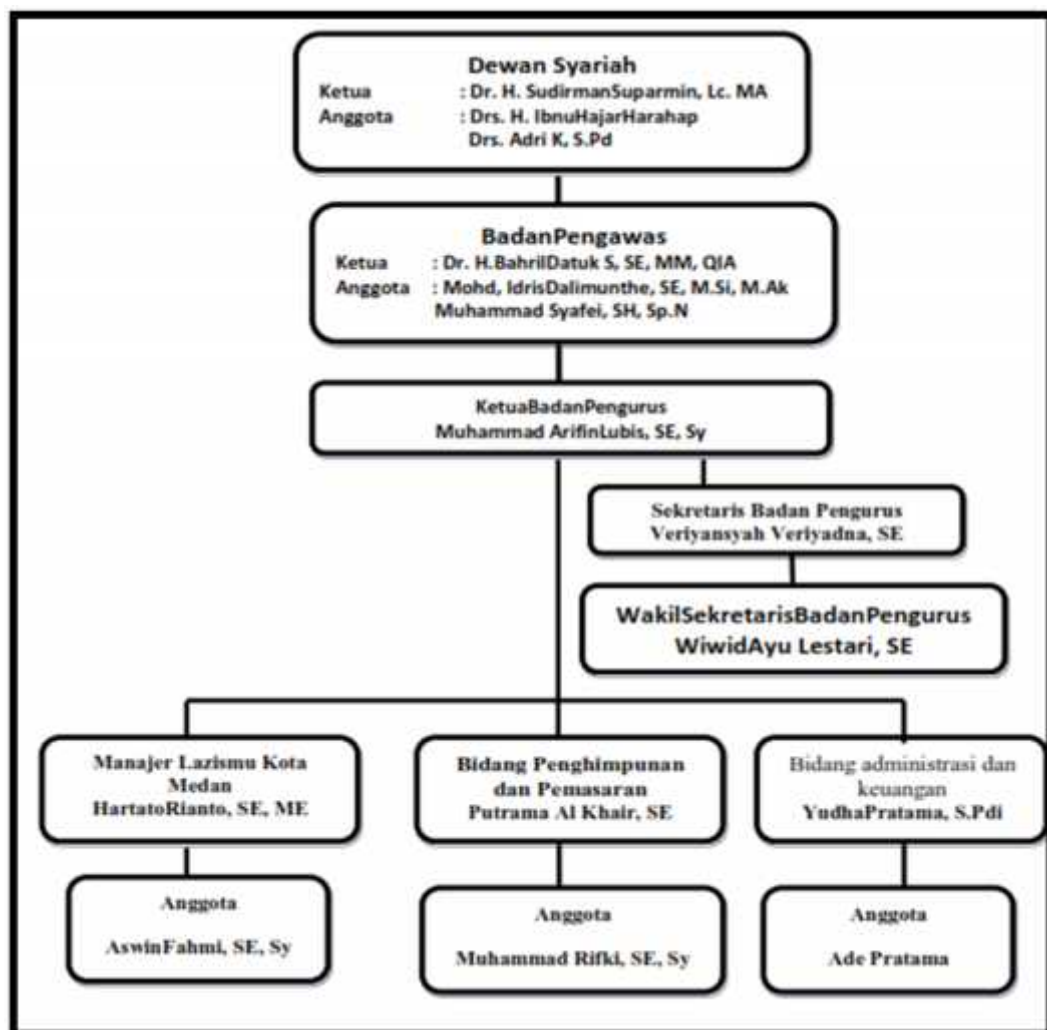 Dewan Syariah
Ketua : Dr. H. SudirmanSuparmin, Lc. MA
Anggota : Drs. H. IbnuHajarHarahap
Drs. Adri K, S.Pd
BadanPengawas
Ketua : Dr. H.BahrilDatuk S, SE, MM, QIA
Anggota : Mohd, IdrisDalimunthe, SE, M.Si, M.Ak
Muhammad Syafei, SH, Sp.N
KetuaBadanPengurus
Muhammad ArifinLubis, SE, Sy
Sekretaris Badan Pengurus
Veriyansyah Veriyadna, SE
WakilSekretarisBadanPengurus
WiwidAyu Lestari, SE
Manajer Lazismu Kota
Medan
HartatoRianto, SE, ME
Bidang Penghimpunan
dan Pemasaran
Putrama Al Khair, SE
Bidang administrasi dan
keuangan
YudhaPratama, S.Pdi
Anggota
AswinFahmi, SE, Sy
Anggota
Muhammad Rifki, SE, Sy
Anggota
Ade Pratama